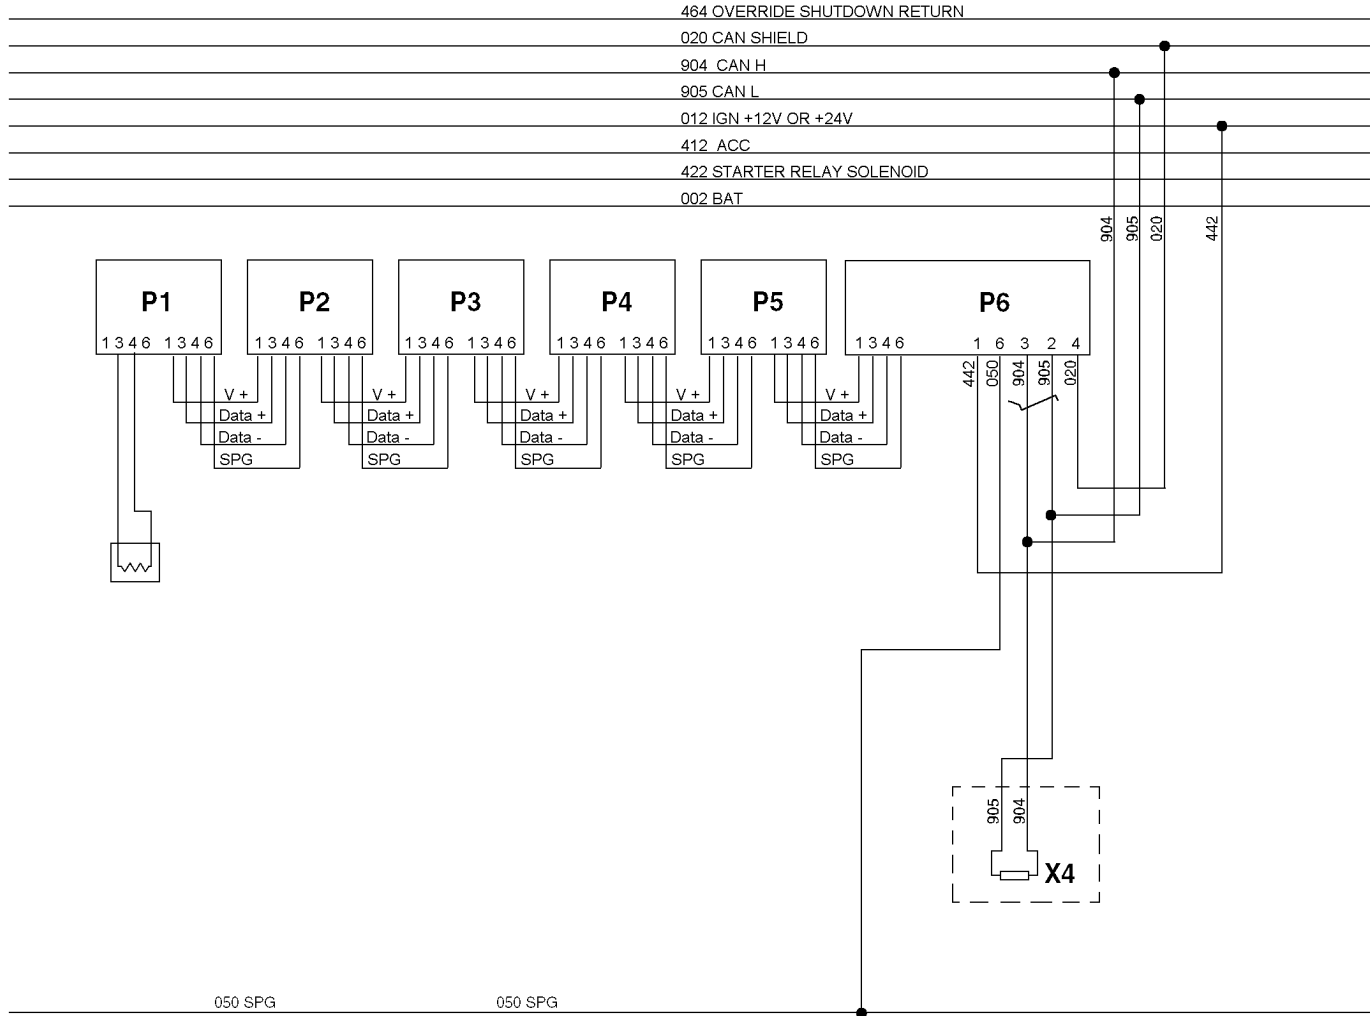 464 OVERRIDE SHUTDOWN RETURN
020 CAN SHIELD
904 CAN H
905 CAN L
012 IGN +12V OR +24V
412 ACC
422 STARTER RELAY SOLENOID
002 BAT
904 905 020 442
P1 P2 P3 P4 P5 P6
1 3 4 6 1 3 4 6 1 3 4 6 1 3 4 6 1 3 4 6 1 3 4 6 1 3 4 6 1 3 4 6 1 3 4 6 1 3 4 6 1 3 4 6 1 6 3 2 4
442 050 904 905 020
V + V + V + V + V +
Data + Data + Data + Data + Data +
Data - Data - Data - Data - Data -
SPG SPG SPG SPG SPG
905 904
X4
050 SPG 050 SPG